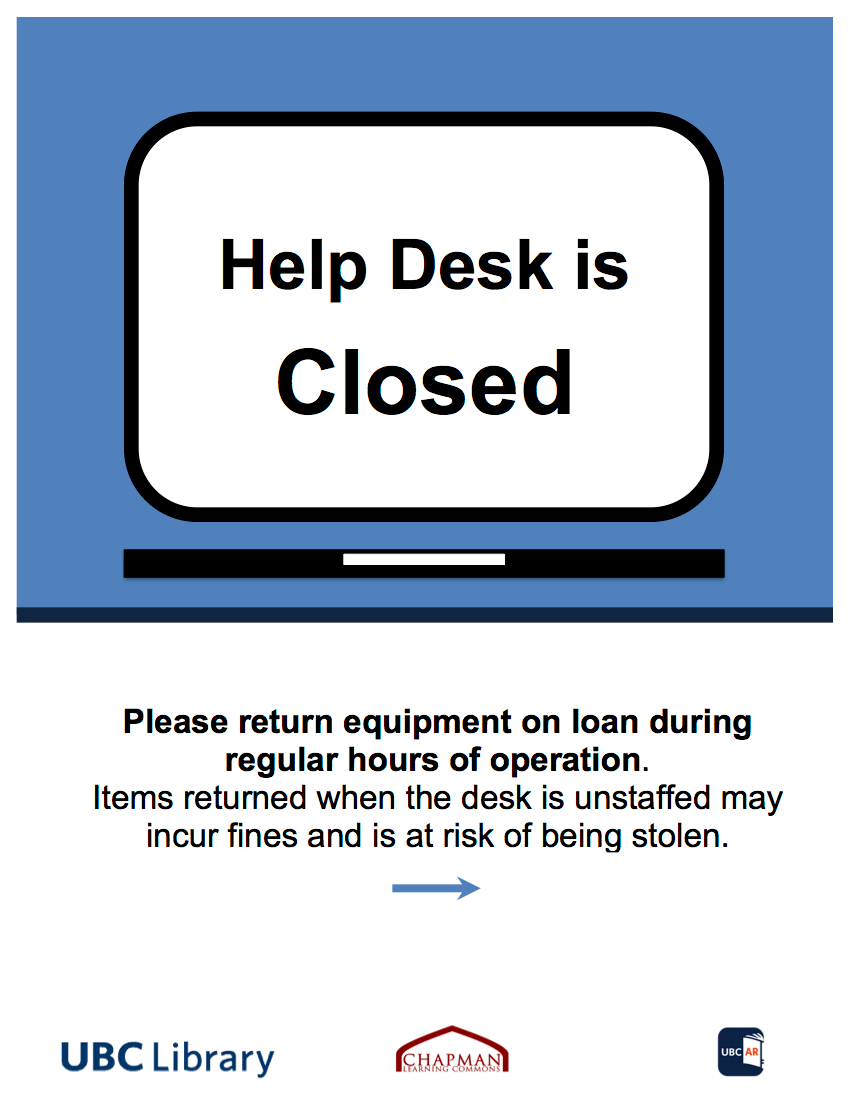 Help Desk is
Closed
Please return equipment on loan during
regular hours of operation.
Items returned when the desk is unstaffed may
incur fines and is at risk of being stolen.
UBC Library
CHAPMAN
LEARNING COMMONS
UBC AR